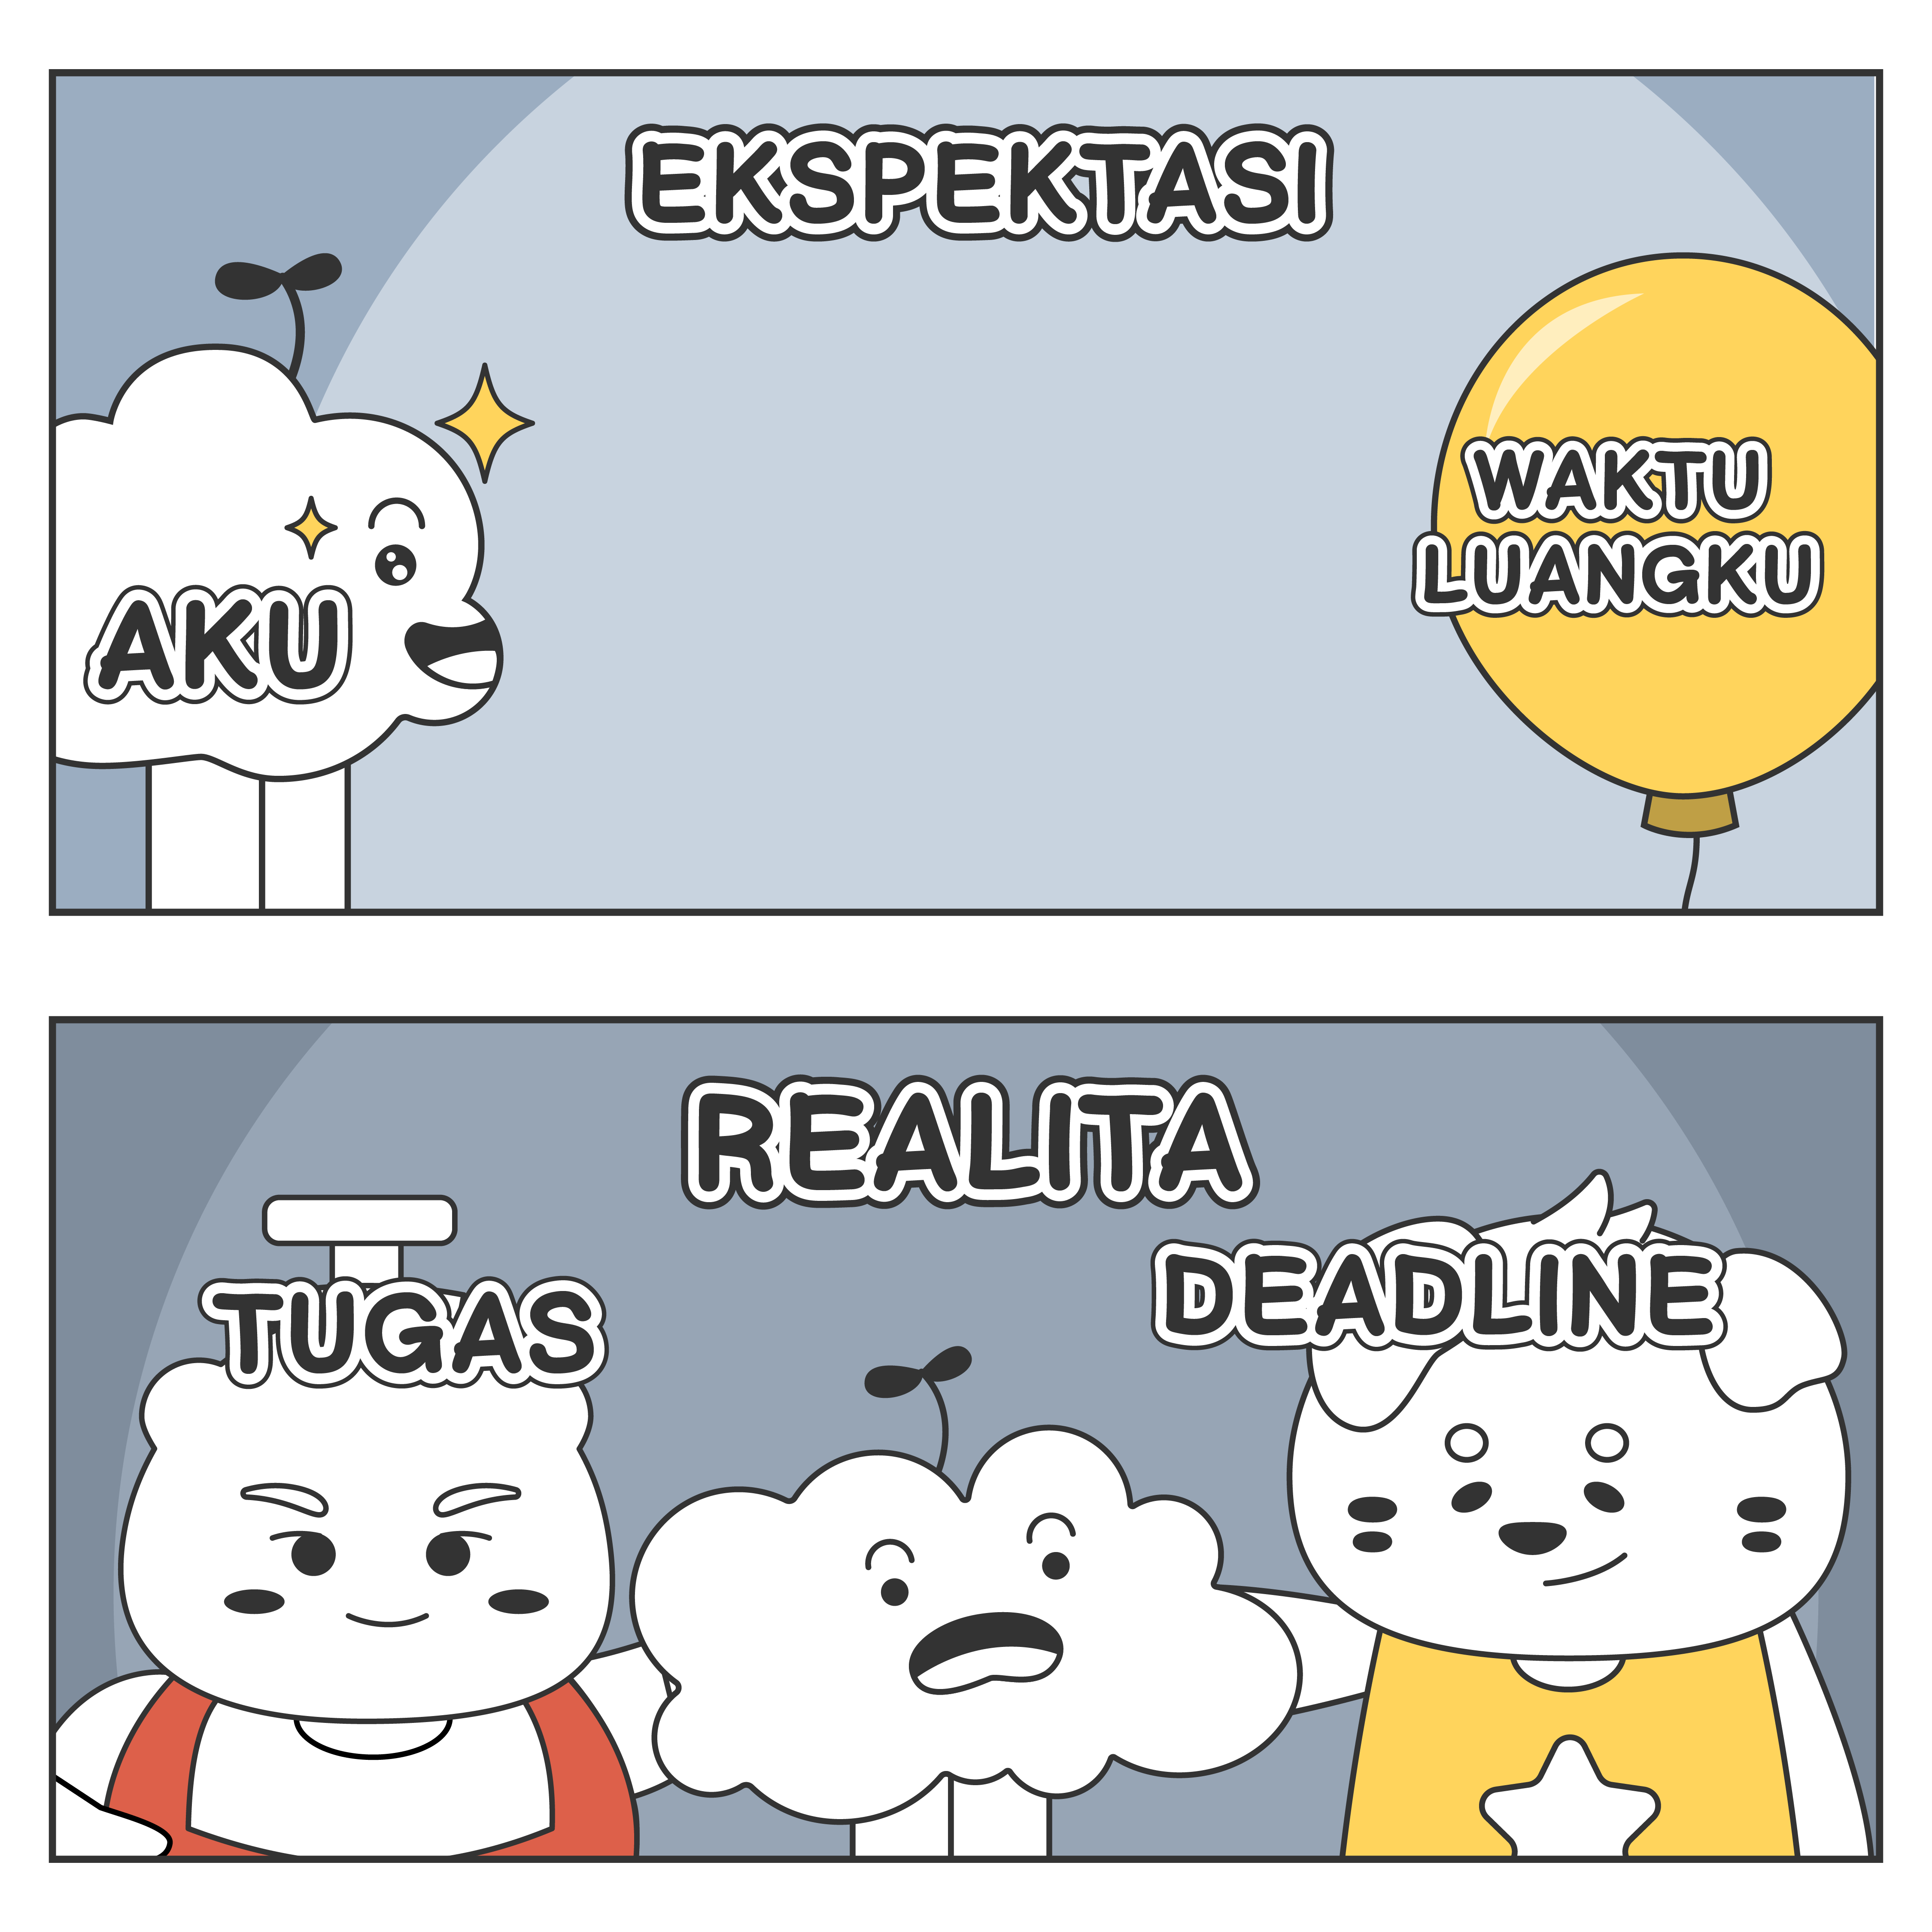 EKSPEKTASI
AKU
WAKTU
LUANGKU
REALITA
TUGAS
DEADLINE